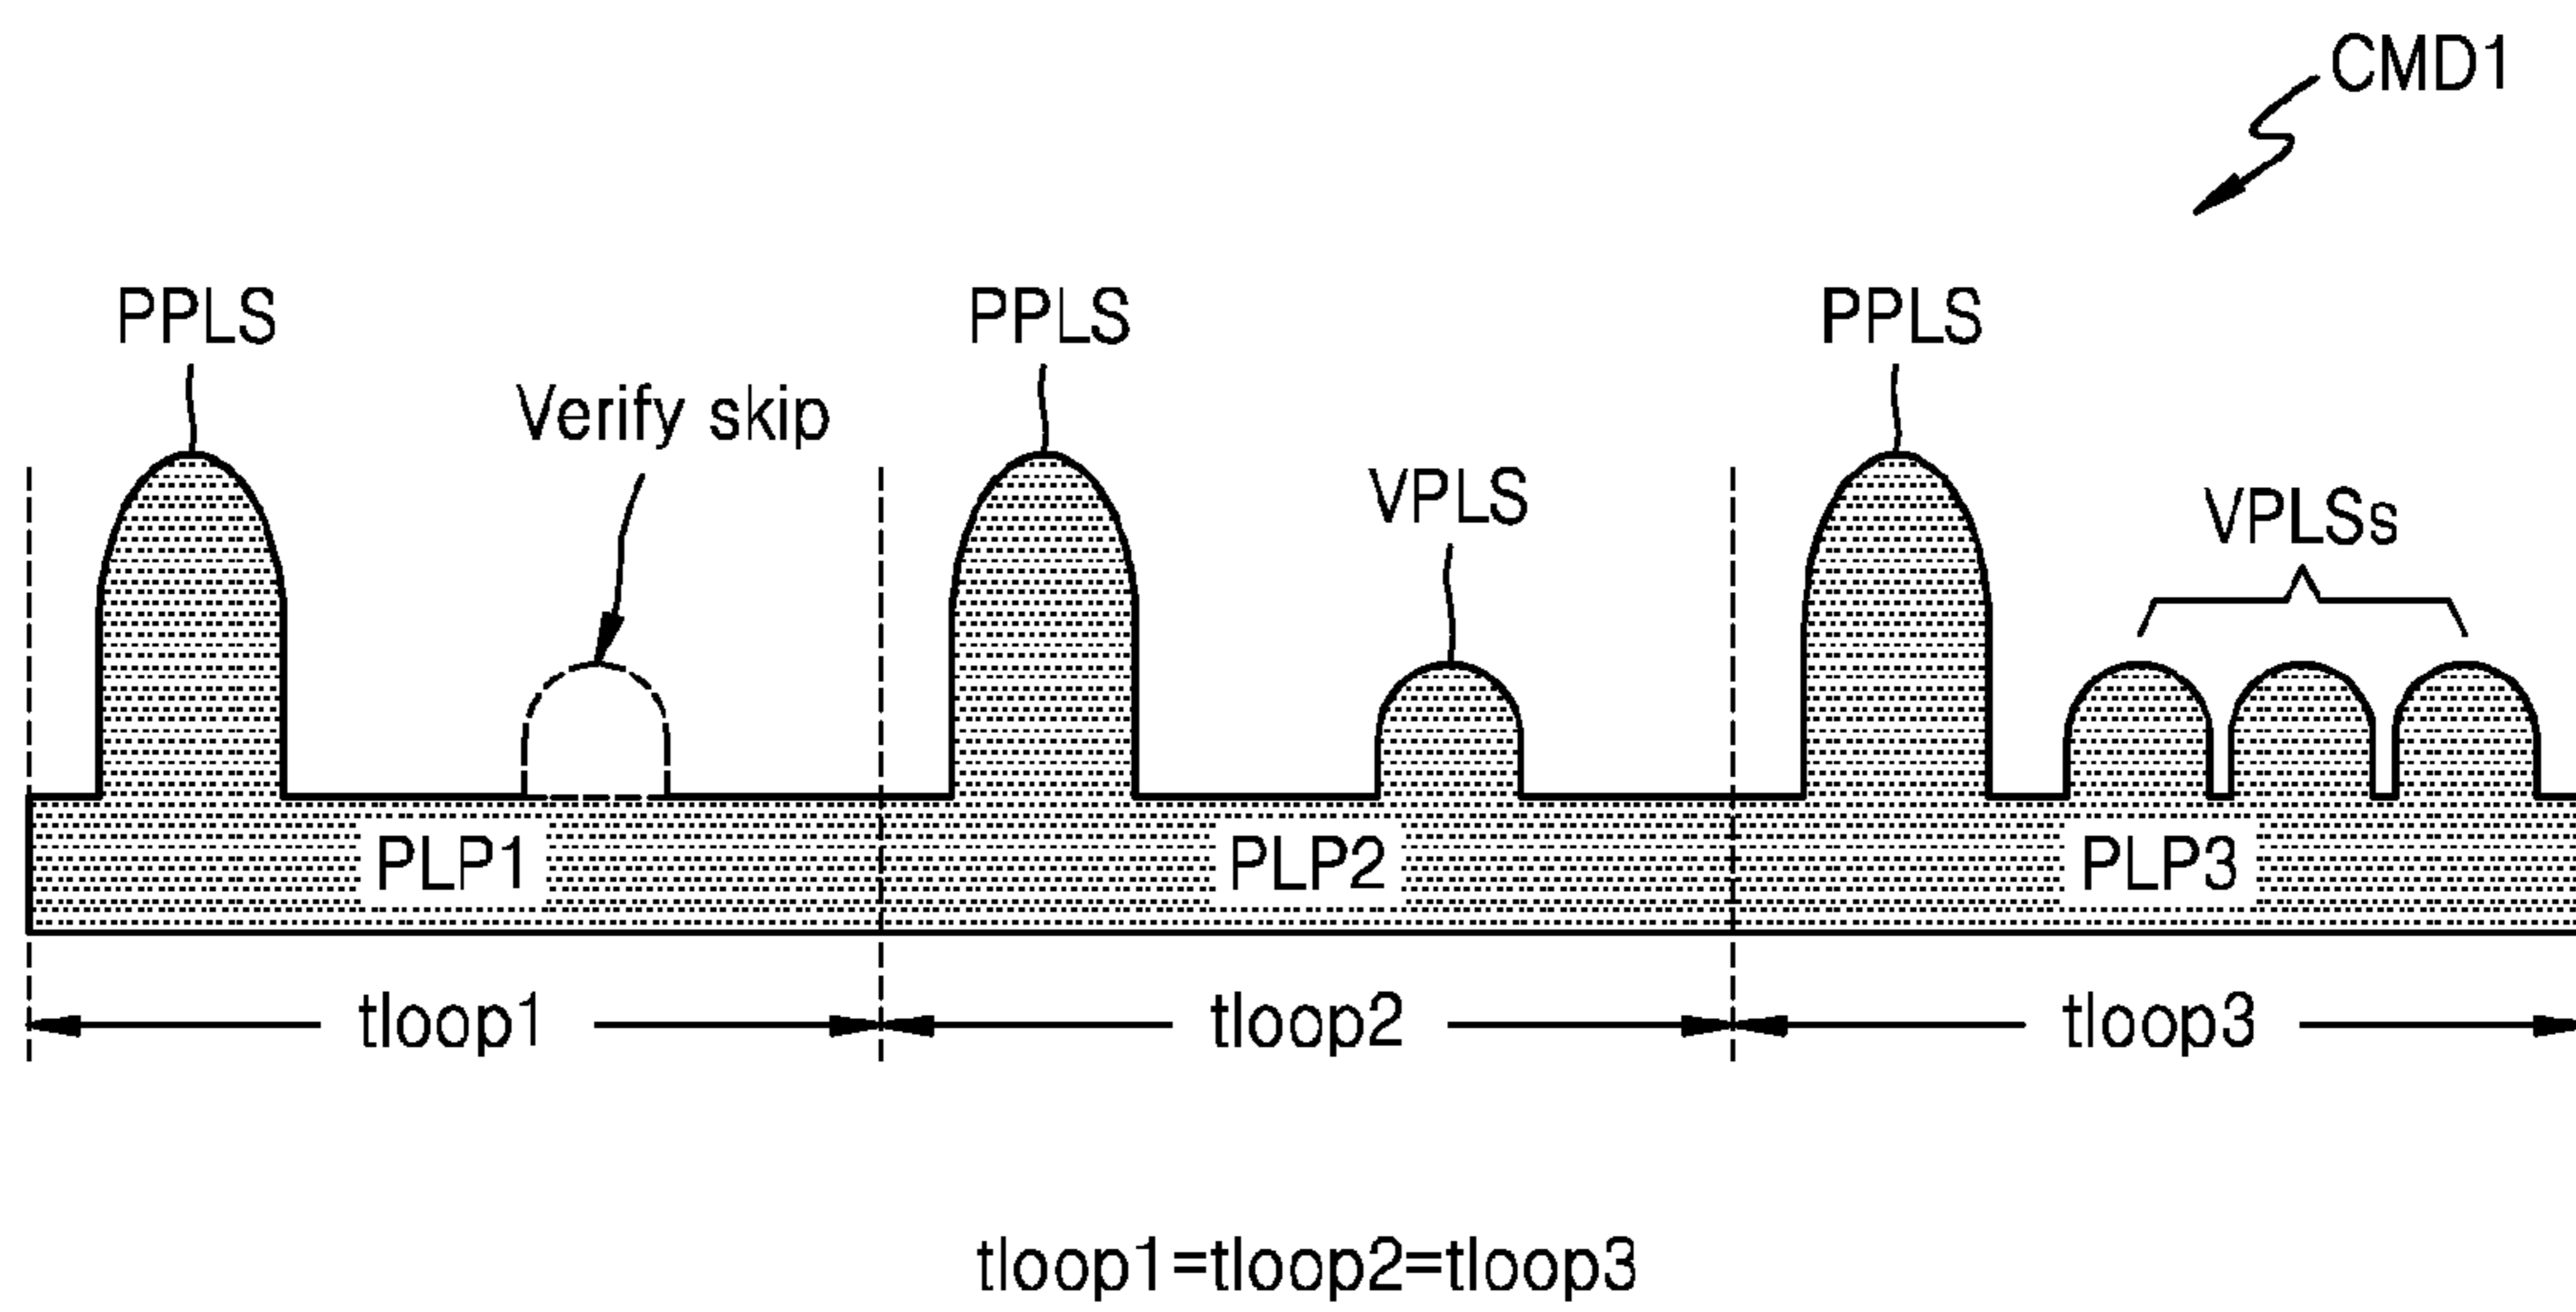 CMD1
PPLS
PPLS
PPLS
Verify skip
VPLS
VPLSs
PLP1
PLP2
PLP3
tloop1
tloop2
tloop3
tloop1=tloop2=tloop3